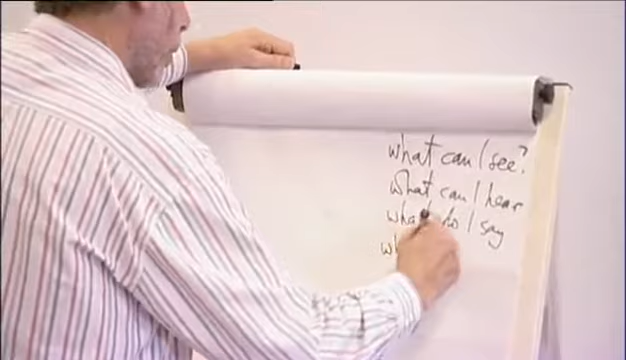 what can I see?
what can I hear
what do I say